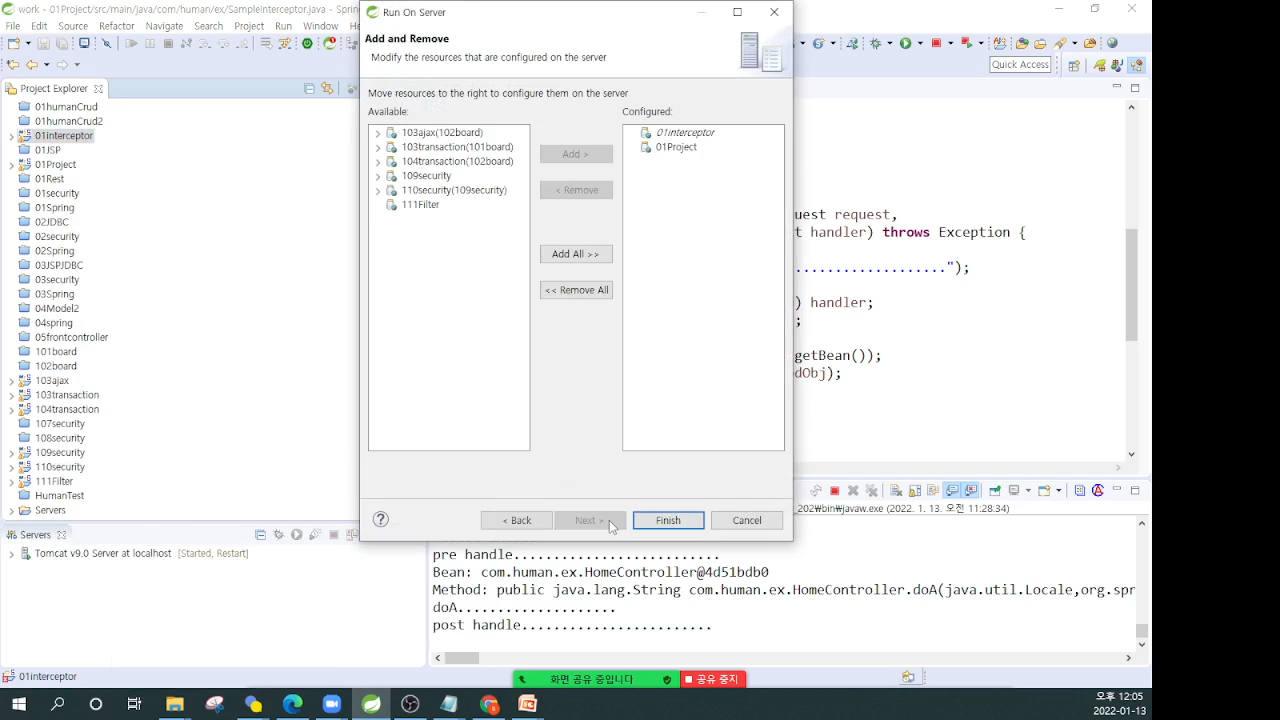 work - 01Project/src/main/java/com/human/ex/SampleInterceptor.java - Sprin
File Edit Source Refactor Navigate Search Project Run Window He
Quick Access
Project Explorer
01humanCrud
01humanCrud2
01interceptor
01JSP
01Project
01Rest
01security
01Spring
02JDBC
02security
02Spring
03JSPJDBC
03security
03Spring
04Model2
04spring
05frontcontroller
101board
102board
103ajax
103transaction
104transaction
107security
108security
109security
110security
111Filter
HumanTest
Servers
Servers
Tomcat v9.0 Server at localhost [Started, Restart]
01interceptor
Run On Server
Add and Remove
Modify the resources that are configured on the server
Move resources to the right to configure them on the server
Available:
Configured:
103ajax(102board)
103transaction(101board)
104transaction(102board)
109security
110security(109security)
111Filter
Add >
< Remove
Add All >>
<< Remove All
01interceptor
01Project
< Back
Next >
Finish
Cancel
uest request,
t handler) throws Exception {
...................");
) handler;
;
getBean());
dObj);
202₩bin₩javaw.exe (2022. 1. 13. 오전 11:28:34)
pre handle..........................
Bean: com.human.ex.HomeController@4d51bdb0
Method: public java.lang.String com.human.ex.HomeController.doA(java.util.Locale,org.spr
doA....................
post handle........................
화면 공유 중입니다
공유 중지
오후 12:05
2022-01-13